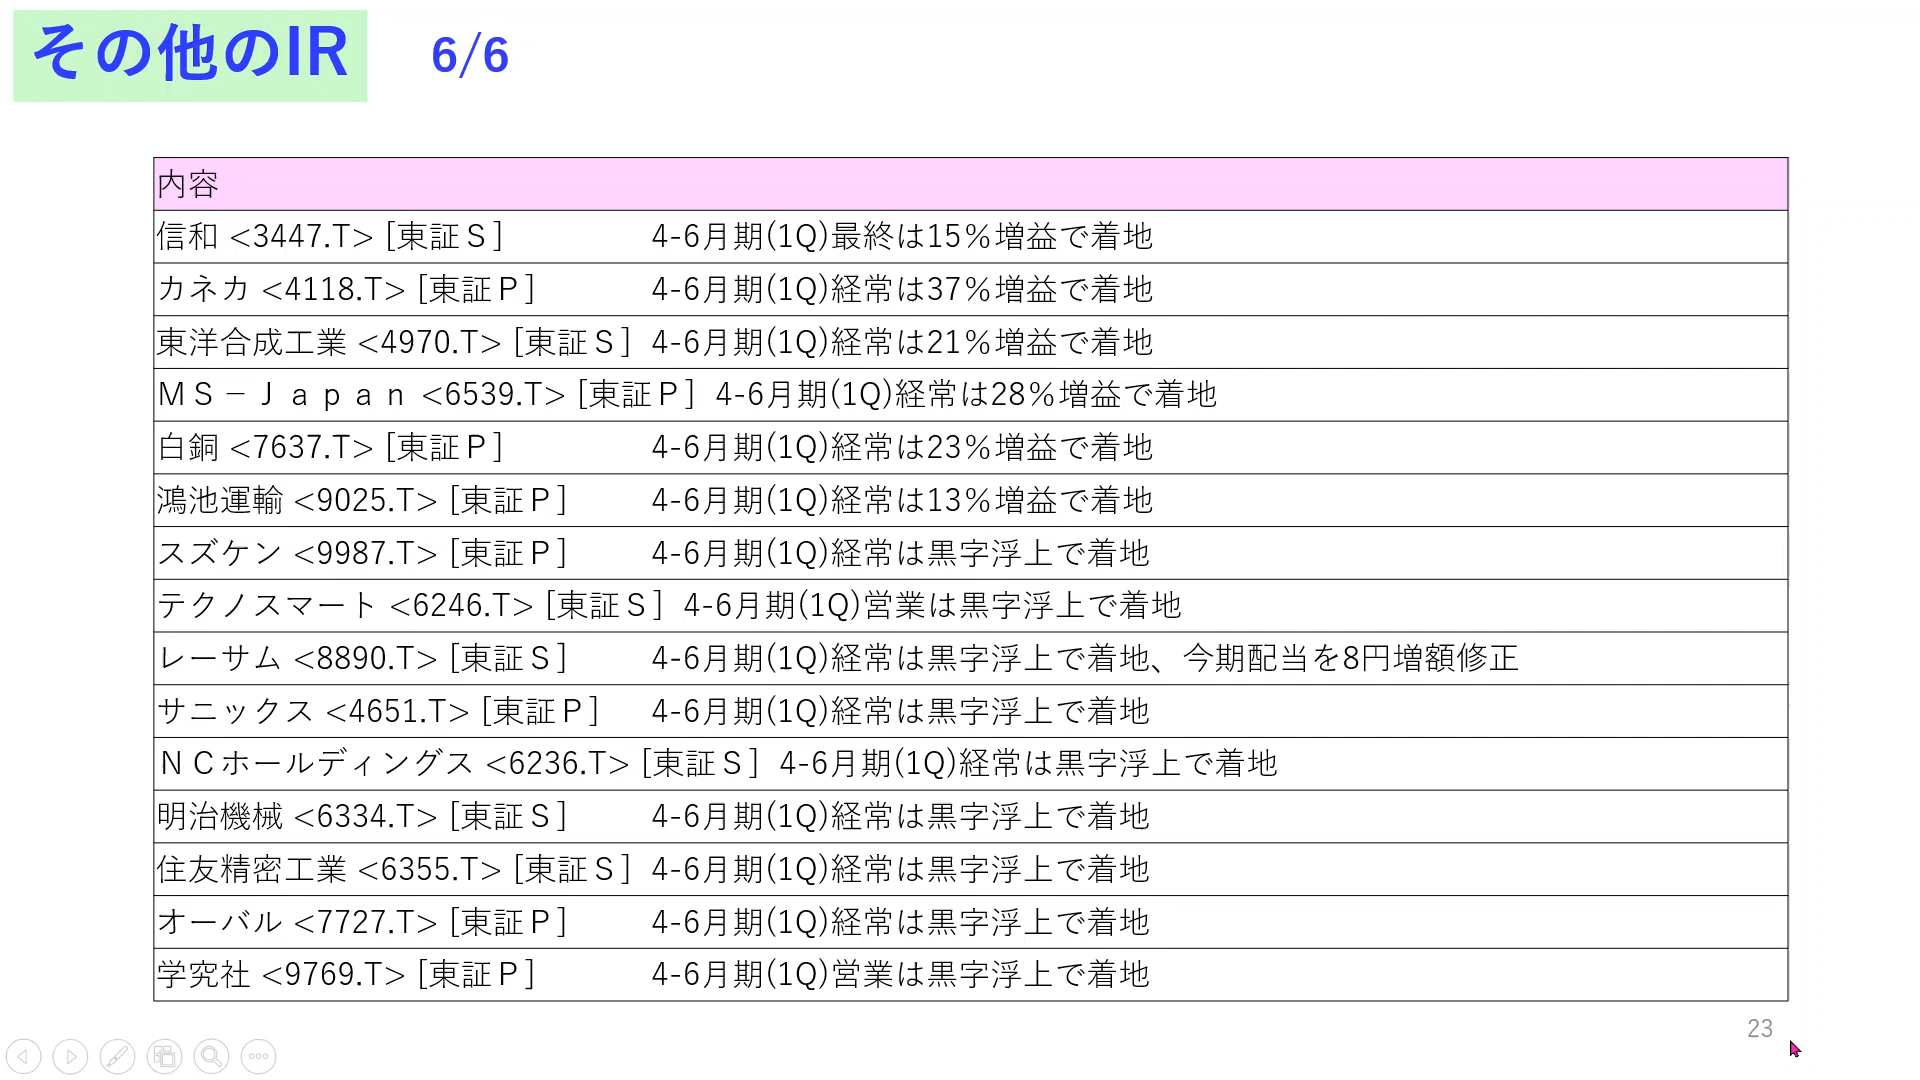 その他のIR 6/6
内容
信和 <3447.T> [東証Ｓ] 4-6月期(1Q)最終は15％増益で着地
カネカ <4118.T> [東証Ｐ] 4-6月期(1Q)経常は37％増益で着地
東洋合成工業 <4970.T> [東証Ｓ] 4-6月期(1Q)経常は21％増益で着地
ＭＳ－Ｊａｐａｎ <6539.T> [東証Ｐ] 4-6月期(1Q)経常は28％増益で着地
白銅 <7637.T> [東証Ｐ] 4-6月期(1Q)経常は23％増益で着地
鴻池運輸 <9025.T> [東証Ｐ] 4-6月期(1Q)経常は13％増益で着地
スズケン <9987.T> [東証Ｐ] 4-6月期(1Q)経常は黒字浮上で着地
テクノスマート <6246.T> [東証Ｓ] 4-6月期(1Q)営業は黒字浮上で着地
レーサム <8890.T> [東証Ｓ] 4-6月期(1Q)経常は黒字浮上で着地、今期配当を8円増額修正
サニックス <4651.T> [東証Ｐ] 4-6月期(1Q)経常は黒字浮上で着地
ＮＣホールディングス <6236.T> [東証Ｓ] 4-6月期(1Q)経常は黒字浮上で着地
明治機械 <6334.T> [東証Ｓ] 4-6月期(1Q)経常は黒字浮上で着地
住友精密工業 <6355.T> [東証Ｓ] 4-6月期(1Q)経常は黒字浮上で着地
オーバル <7727.T> [東証Ｐ] 4-6月期(1Q)経常は黒字浮上で着地
学究社 <9769.T> [東証Ｐ] 4-6月期(1Q)営業は黒字浮上で着地
23